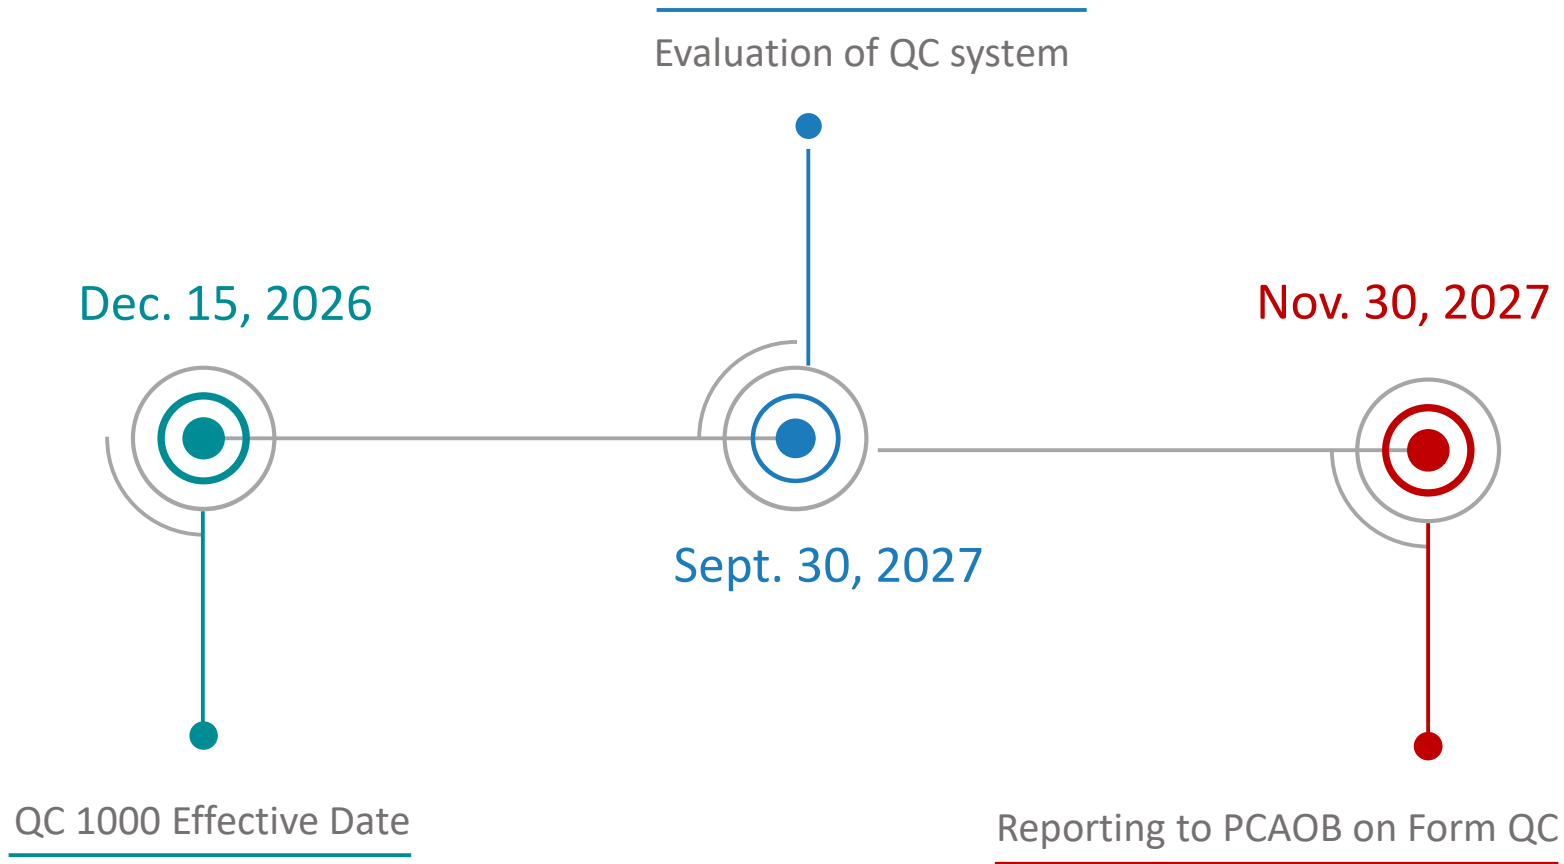 Evaluation of QC system
Dec. 15, 2026
Nov. 30, 2027
Sept. 30, 2027
QC 1000 Effective Date
Reporting to PCAOB on Form QC